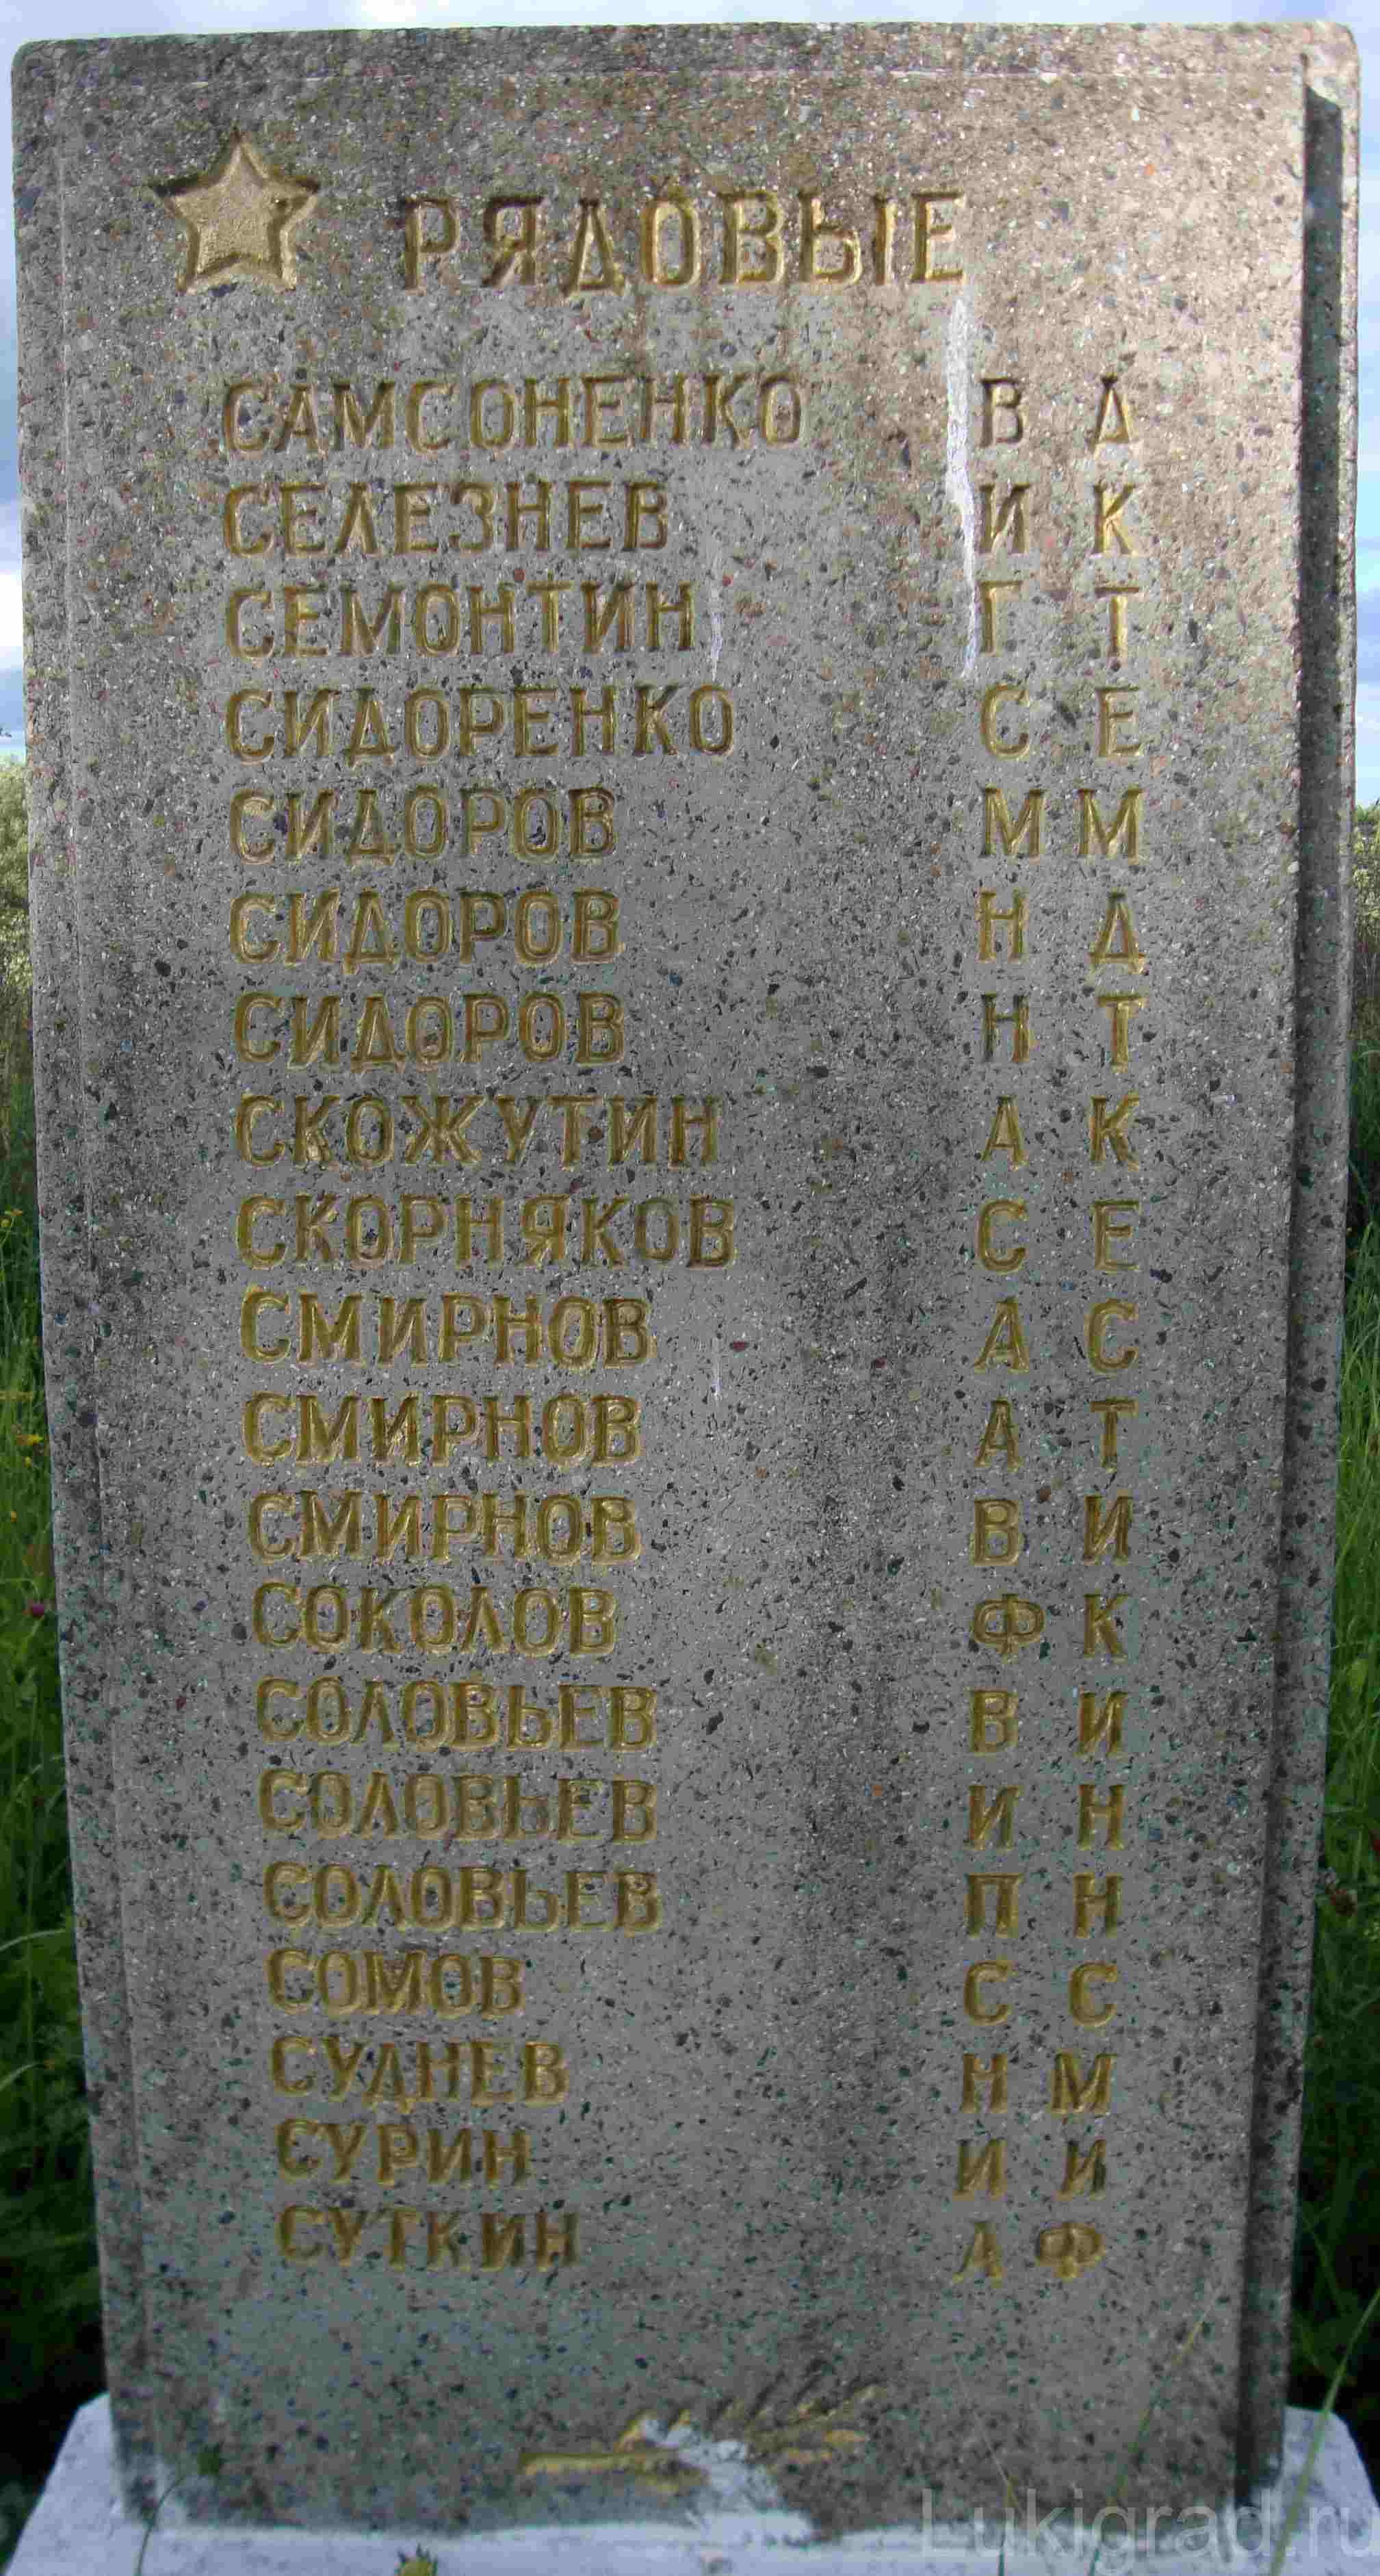 РЯДОВЫЕ
САМСОНЕНКО В Д
СЕЛЕЗНЕВ И К
СЕМОНТИН Г Т
СИДОРЕНКО С Е
СИДОРОВ М М
СИДОРОВ Н Д
СИДОРОВ Н Т
СКОЖУТИН А К
СКОРНЯКОВ С Е
СМИРНОВ А С
СМИРНОВ А Т
СМИРНОВ В И
СОКОЛОВ Ф К
СОЛОВЬЕВ В И
СОЛОВЬЕВ И Н
СОЛОВЬЕВ П Н
СОМОВ С С
СУДНЕВ Н М
СУРИН И И
СУТКИН А Ф
Lukigrad.ru